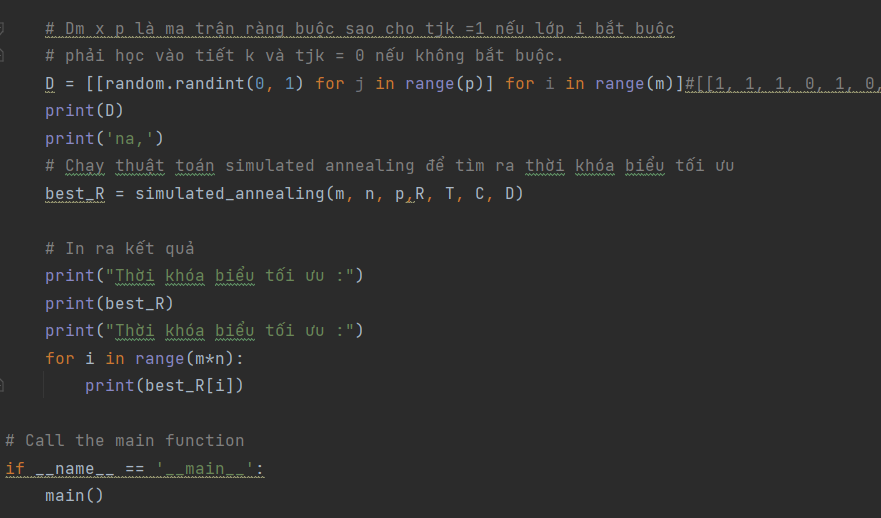 # Dm x p là ma trận ràng buộc sao cho tjk =1 nếu lớp i bắt buộc
# phải học vào tiết k và tjk = 0 nếu không bắt buộc.
D = [[random.randint(0, 1) for j in range(p)] for i in range(m)]#[[1, 1, 1, 0, 1, 0,
print(D)
print('na,')
# Chạy thuật toán simulated annealing để tìm ra thời khóa biểu tối ưu
best_R = simulated_annealing(m, n, p,R, T, C, D)
# In ra kết quả
print("Thời khóa biểu tối ưu :")
print(best_R)
print("Thời khóa biểu tối ưu :")
for i in range(m*n):
print(best_R[i])
# Call the main function
if __name__ == '__main__':
main()